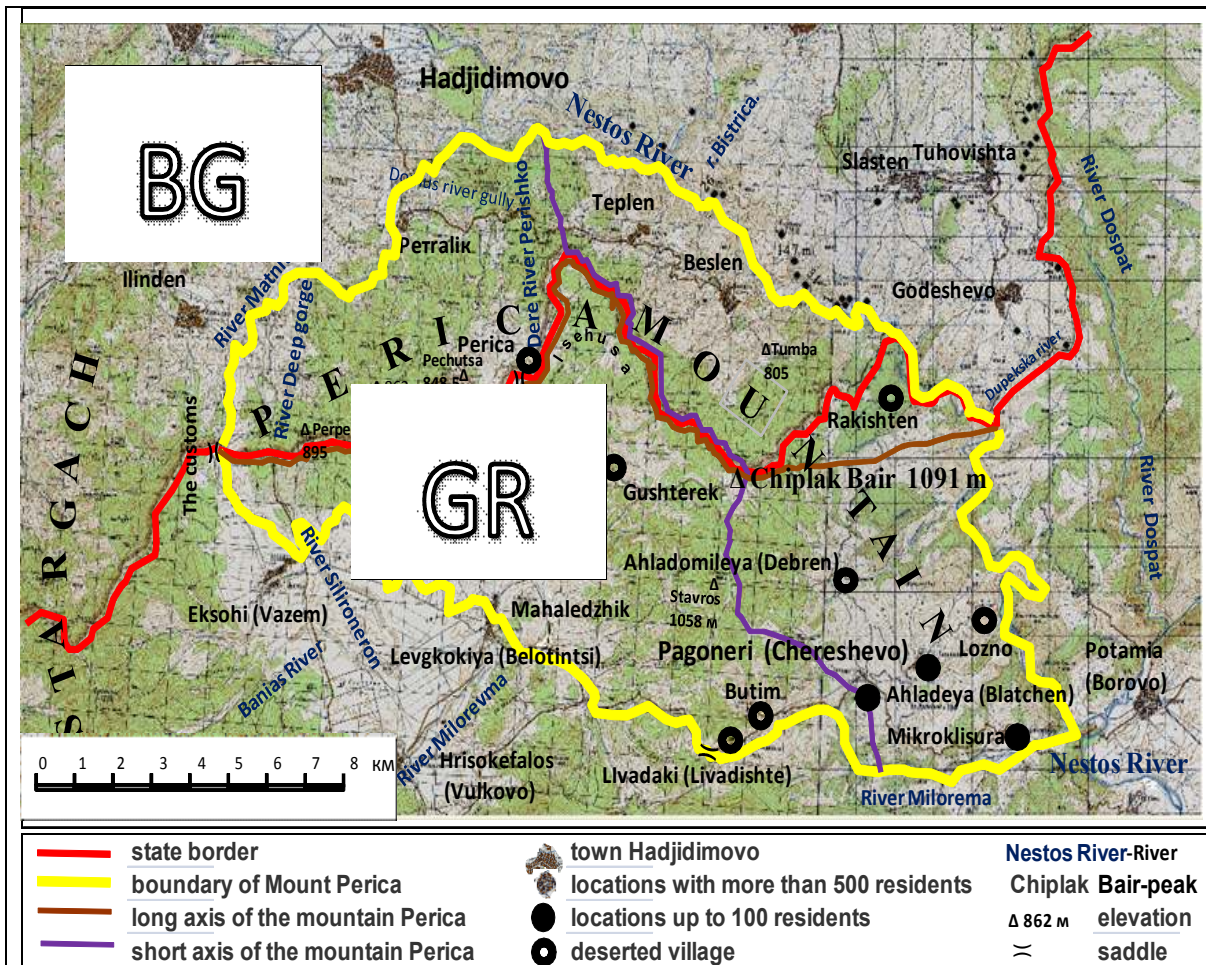 Hadjidimovo
BG
Nestos River
r. Bistrica.
Slasten
Tuhovishta
River Dospat
river gully
Teplen
Реттаlік
Dere River Perishko
Beslen
Ilinden
Godeshevo
River Deep gorge
PERICA MOUNTAIN
Perica
Pechutsa
848.5 Δ
ΔTumba
805
Dupekska river
STARGACH
The customs
Δ Perpe
895
Rakishten
Δ Chiplak Bair 1091 m
GR
Gushterek
River Dospat
River Silironeron
Ahladomileya (Debren)
Δ
Stavros
1058 м
Eksohi (Vazem)
Mahaledzhik
Levgkokiya (Belotintsi)
Pagoneri (Chereshevo)
Lozno
Potamia
(Borovo)
Banias River
Butim
Ahladeya (Blatchen)
River Milorevma
Mikroklisura
0 1 2 3 4 5 6 7 8 КМ
Hrisokefalos
(Vulkovo)
LIvadaki (Livadishte)
Nestos River
River Milorema
state border
boundary of Mount Perica
long axis of the mountain Perica
short axis of the mountain Perica
town Hadjidimovo
locations with more than 500 residents
locations up to 100 residents
deserted village
Nestos River-River
Chiplak Bair-peak
Δ 862 м elevation
saddle